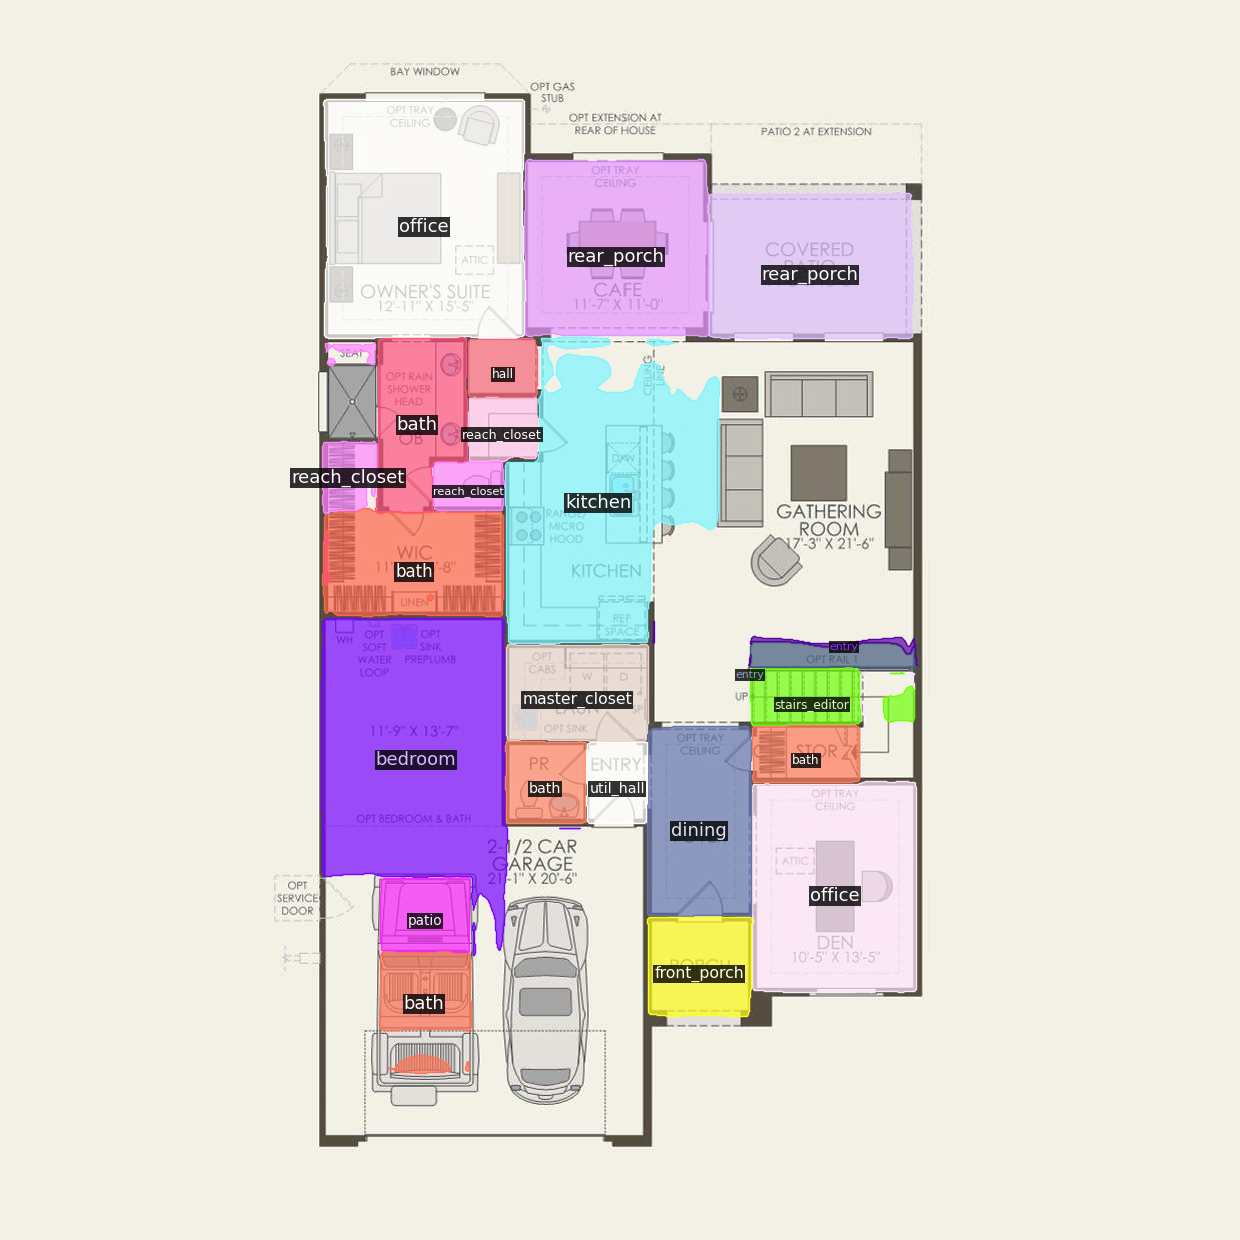 BAY WINDOW
OPT GAS
STUB
OPT TRAY
CEILING
OPT EXTENSION AT
REAR OF HOUSE
PATIO 2 AT EXTENSION
OPT TRAY
CEILING
office
rear_porch
COVERED
rear_porch
ATTIC
OWNER'S SUITE
12'-11" X 15'-5"
CAFE
11'-7" X 11'-0"
SEAT
hall
OPT RAIN
SHOWER
HEAD
bath
OB
reach_closet
CEILING
LINE
reach_closet
reach_closet
DXW
kitchen
RANGE/
MICRO
HOOD
GATHERING
ROOM
17'-3" X 21'-6"
WIC
bath
KITCHEN
LINEN
REF
SPACE
WH
OPT
SOFT
WATER
LOOP
OPT
SINK
PREPLUMB
OPT
CABS
W
D
master_closet
OPT SINK
entry
OPT RAIL 1
entry
UP
stairs_editor
11'-9" X 13'-7"
bedroom
OPT TRAY
CEILING
STOR
bath
PR
bath
ENTRY
util_hall
OPT TRAY
CEILING
OPT BEDROOM & BATH
dining
2-1/2 CAR
GARAGE
21'-1" X 20'-6"
ATTIC
office
OPT
SERVICE
DOOR
patio
DEN
10'-5" X 13'-5"
front_porch
bath